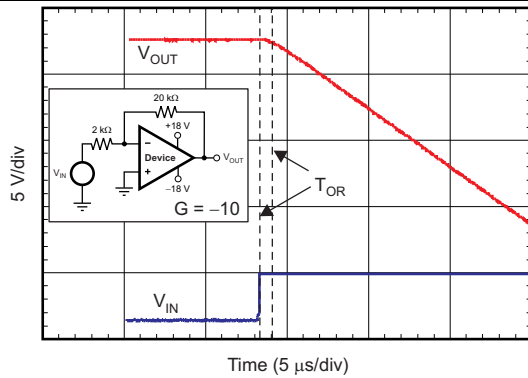 V_OUT
20 kΩ
+18 V
2 kΩ
−
Device
V_OUT
V_IN
+
−18 V
G = −10
T_OR
V_IN
5 V/div
Time (5 μs/div)